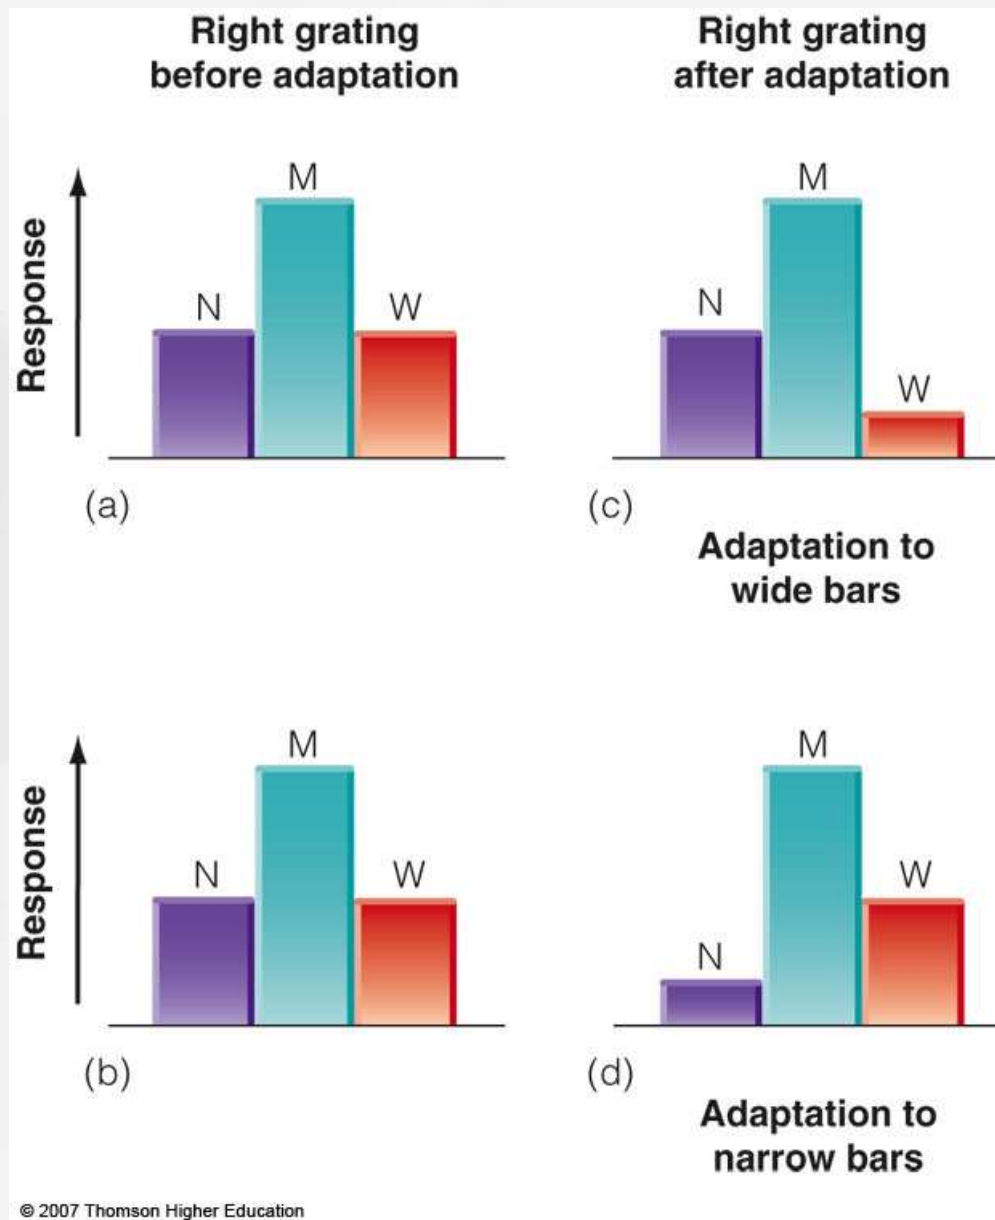 Right grating
before adaptation
Right grating
after adaptation
Response
N
M
W
(a)
N
M
W
(c)
Adaptation to
wide bars
Response
N
M
W
(b)
N
M
W
(d)
Adaptation to
narrow bars
© 2007 Thomson Higher Education